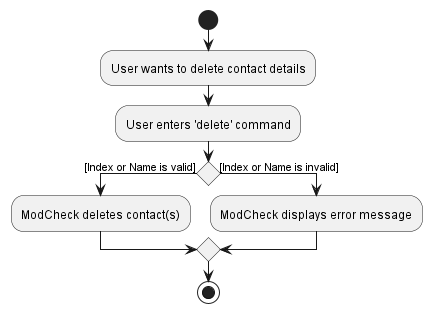 User wants to delete contact details
User enters 'delete' command
[Index or Name is valid]
[Index or Name is invalid]
ModCheck deletes contact(s)
ModCheck displays error message